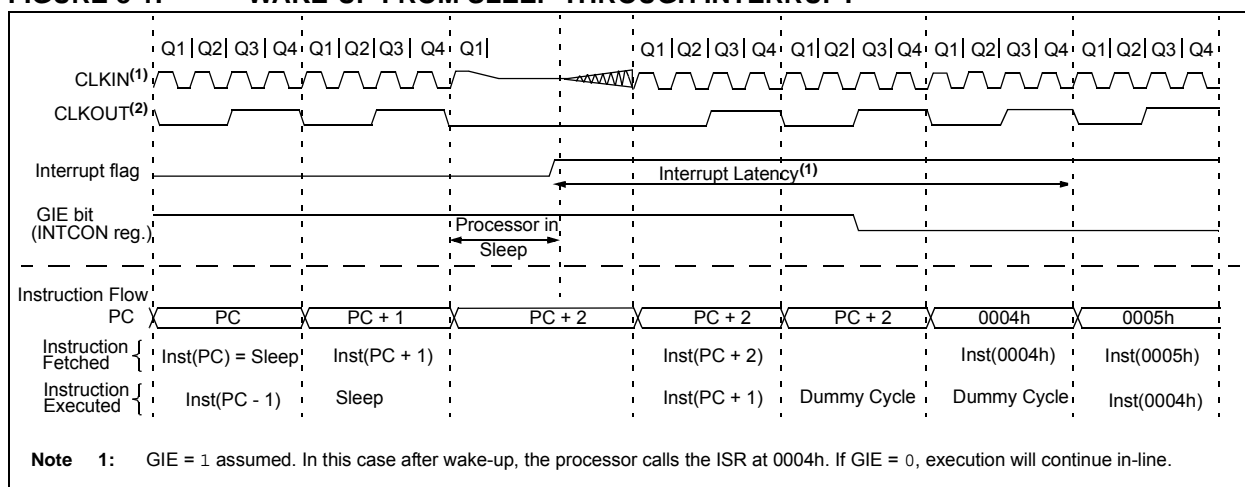 WAKE-UP FROM SLEEP THROUGH INTERRUPT
Q1 Q2 Q3 Q4 Q1 Q2 Q3 Q4 Q1 Q1 Q2 Q3 Q4 Q1 Q2 Q3 Q4 Q1 Q2 Q3 Q4 Q1 Q2 Q3 Q4
CLKIN(1)
CLKOUT(2)
Interrupt flag
Interrupt Latency(1)
GIE bit
(INTCON reg.)
Processor in
Sleep
Instruction Flow
PC PC PC + 1 PC + 2 PC + 2 PC + 2 0004h 0005h
Instruction
Fetched
Inst(PC) = Sleep Inst(PC + 1) Inst(PC + 2) Inst(0004h) Inst(0005h)
Instruction
Executed
Inst(PC - 1) Sleep Inst(PC + 1) Dummy Cycle Dummy Cycle Inst(0004h)
Note 1: GIE = 1 assumed. In this case after wake-up, the processor calls the ISR at 0004h. If GIE = 0, execution will continue in-line.